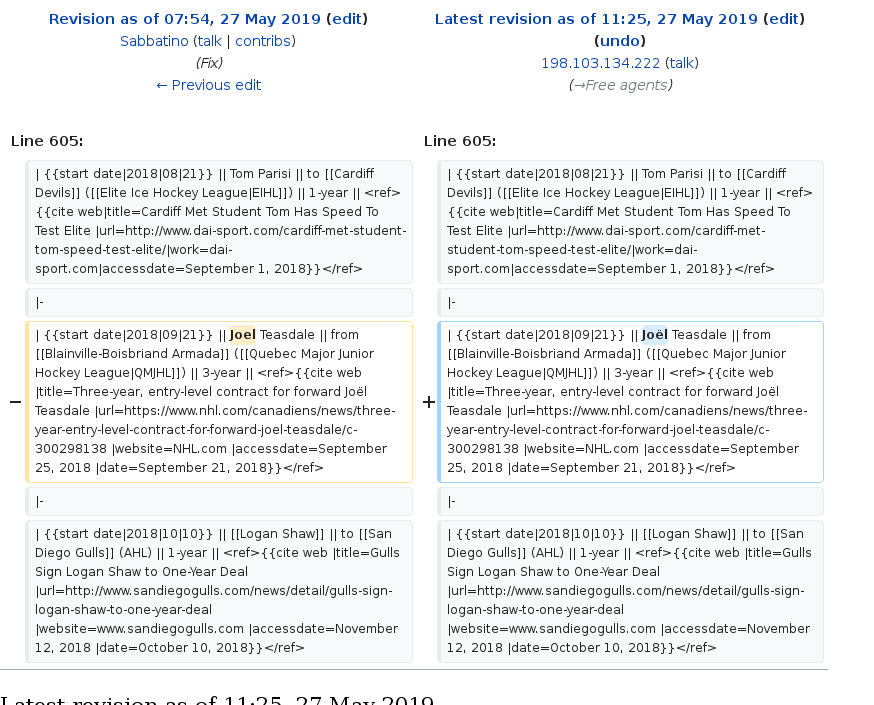 Revision as of 07:54, 27 May 2019 (edit)
Sabbatino (talk | contribs)
(Fix)
← Previous edit
Latest revision as of 11:25, 27 May 2019 (edit)
(undo)
198.103.134.222 (talk)
(→Free agents)
Line 605:
Line 605:
| {{start date|2018|08|21}} || Tom Parisi || to [[Cardiff
Devils]] ([[Elite Ice Hockey League|EIHL]]) || 1-year || <ref>
{{cite web|title=Cardiff Met Student Tom Has Speed To
Test Elite |url=http://www.dai-sport.com/cardiff-met-student-
tom-speed-test-elite/|work=dai-
sport.com|accessdate=September 1, 2018}}</ref>
| {{start date|2018|08|21}} || Tom Parisi || to [[Cardiff
Devils]] ([[Elite Ice Hockey League|EIHL]]) || 1-year || <ref>
{{cite web|title=Cardiff Met Student Tom Has Speed To
Test Elite |url=http://www.dai-sport.com/cardiff-met-
student-tom-speed-test-elite/|work=dai-
sport.com|accessdate=September 1, 2018}}</ref>
|-
|-
−
| {{start date|2018|09|21}} || Joel Teasdale || from
[[Blainville-Boisbriand Armada]] ([[Quebec Major Junior
Hockey League|QMJHL]]) || 3-year || <ref>{{cite web
|title=Three-year, entry-level contract for forward Joël
Teasdale |url=https://www.nhl.com/canadiens/news/three-
year-entry-level-contract-for-forward-joel-teasdale/c-
300298138 |website=NHL.com |accessdate=September
25, 2018 |date=September 21, 2018}}</ref>
+
| {{start date|2018|09|21}} || Joël Teasdale || from
[[Blainville-Boisbriand Armada]] ([[Quebec Major Junior
Hockey League|QMJHL]]) || 3-year || <ref>{{cite web
|title=Three-year, entry-level contract for forward Joël
Teasdale |url=https://www.nhl.com/canadiens/news/three-
year-entry-level-contract-for-forward-joel-teasdale/c-
300298138 |website=NHL.com |accessdate=September
25, 2018 |date=September 21, 2018}}</ref>
|-
|-
| {{start date|2018|10|10}} || [[Logan Shaw]] || to [[San
Diego Gulls]] (AHL) || 1-year || <ref>{{cite web |title=Gulls
Sign Logan Shaw to One-Year Deal
|url=http://www.sandiegogulls.com/news/detail/gulls-sign-
logan-shaw-to-one-year-deal
|website=www.sandiegogulls.com |accessdate=November
12, 2018 |date=October 10, 2018}}</ref>
| {{start date|2018|10|10}} || [[Logan Shaw]] || to [[San
Diego Gulls]] (AHL) || 1-year || <ref>{{cite web |title=Gulls
Sign Logan Shaw to One-Year Deal
|url=http://www.sandiegogulls.com/news/detail/gulls-sign-
logan-shaw-to-one-year-deal
|website=www.sandiegogulls.com |accessdate=November
12, 2018 |date=October 10, 2018}}</ref>
Latest revision as of 11:25, 27 May 2019